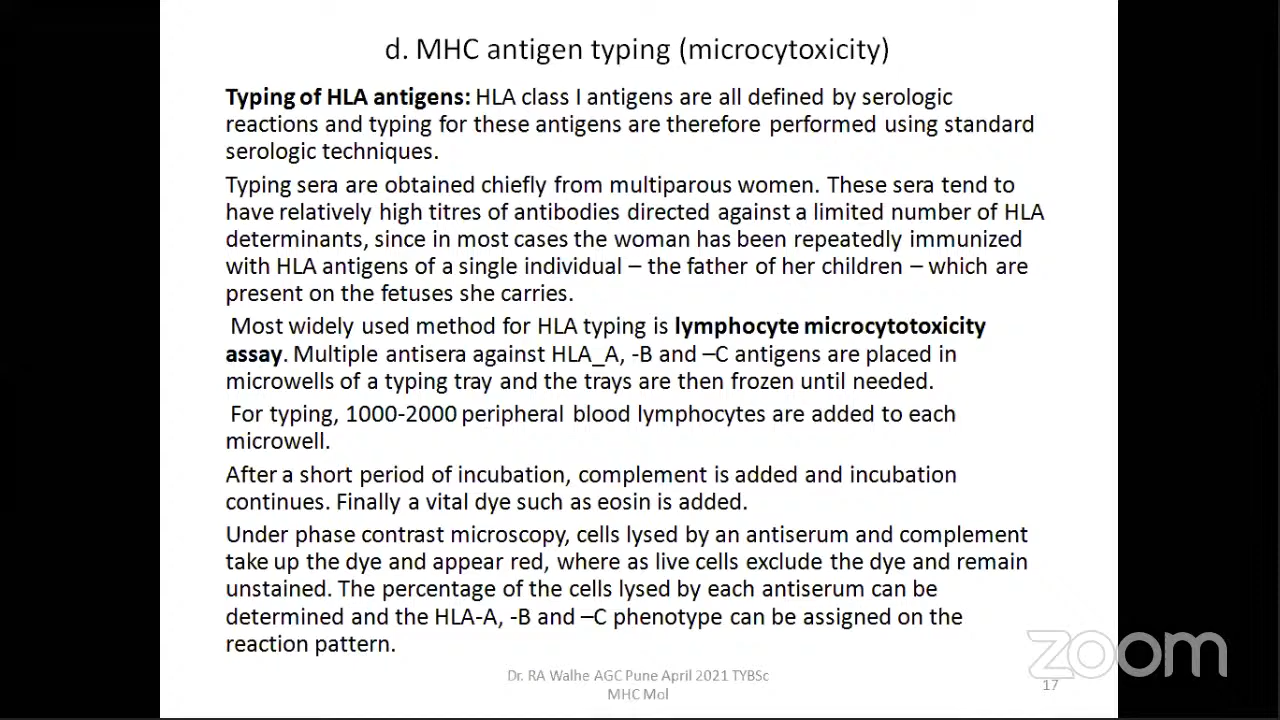 d. MHC antigen typing (microcytoxicity)
Typing of HLA antigens: HLA class I antigens are all defined by serologic
reactions and typing for these antigens are therefore performed using standard
serologic techniques.
Typing sera are obtained chiefly from multiparous women. These sera tend to
have relatively high titres of antibodies directed against a limited number of HLA
determinants, since in most cases the woman has been repeatedly immunized
with HLA antigens of a single individual – the father of her children – which are
present on the fetuses she carries.
Most widely used method for HLA typing is lymphocyte microcytotoxicity
assay. Multiple antisera against HLA_A, -B and –C antigens are placed in
microwells of a typing tray and the trays are then frozen until needed.
For typing, 1000-2000 peripheral blood lymphocytes are added to each
microwell.
After a short period of incubation, complement is added and incubation
continues. Finally a vital dye such as eosin is added.
Under phase contrast microscopy, cells lysed by an antiserum and complement
take up the dye and appear red, where as live cells exclude the dye and remain
unstained. The percentage of the cells lysed by each antiserum can be
determined and the HLA-A, -B and –C phenotype can be assigned on the
reaction pattern.
Dr. RA Walhe AGC Pune April 2021 TYBSc
MHC Mol
17
zoom